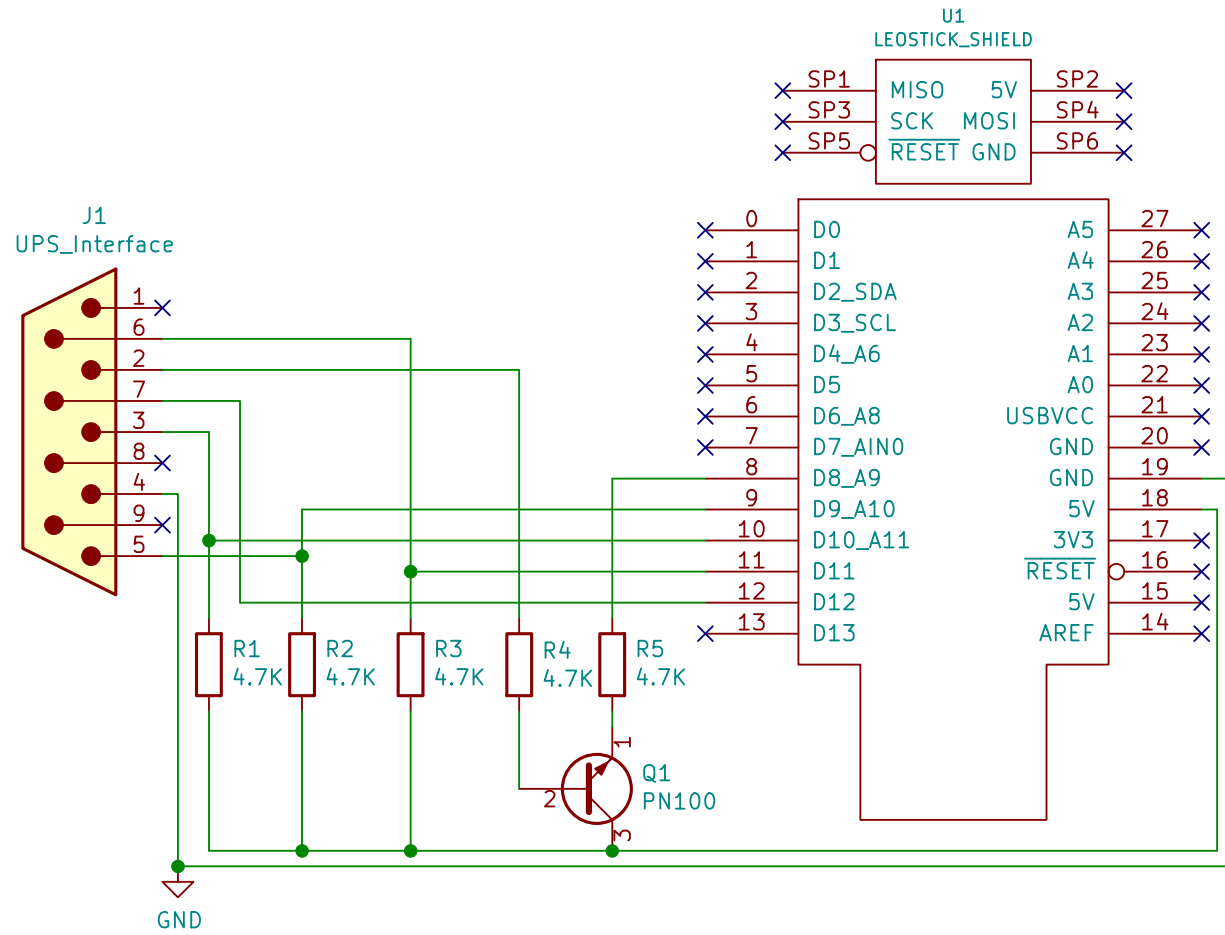 U1
LEOSTICK_SHIELD
SP1 MISO 5V SP2
SP3 SCK MOSI SP4
SP5 RESET GND SP6
J1
UPS_Interface
1
6
2
7
3
8
4
9
5
0 D0 A5 27
1 D1 A4 26
2 D2_SDA A3 25
3 D3_SCL A2 24
4 D4_A6 A1 23
5 D5 A0 22
6 D6_A8 USBVCC 21
7 D7_AIN0 GND 20
8 D8_A9 GND 19
9 D9_A10 5V 18
10 D10_A11 3V3 17
11 D11 RESET 16
12 D12 5V 15
13 D13 AREF 14
R1
4.7K
R2
4.7K
R3
4.7K
R4
4.7K
R5
4.7K
1
2
3
Q1
PN100
GND